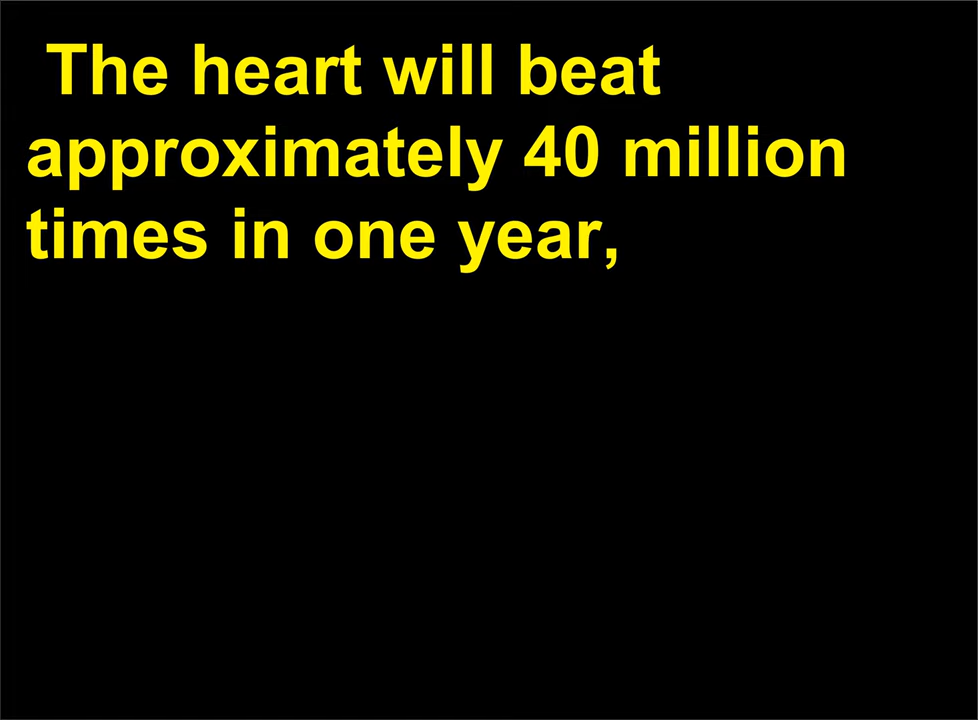 The heart will beat
approximately 40 million
times in one year,